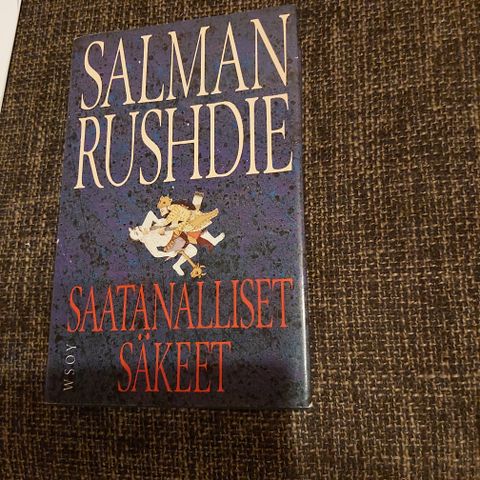 SALMAN
RUSHDIE
SAATANALLISET
SÄKEET
WSOY